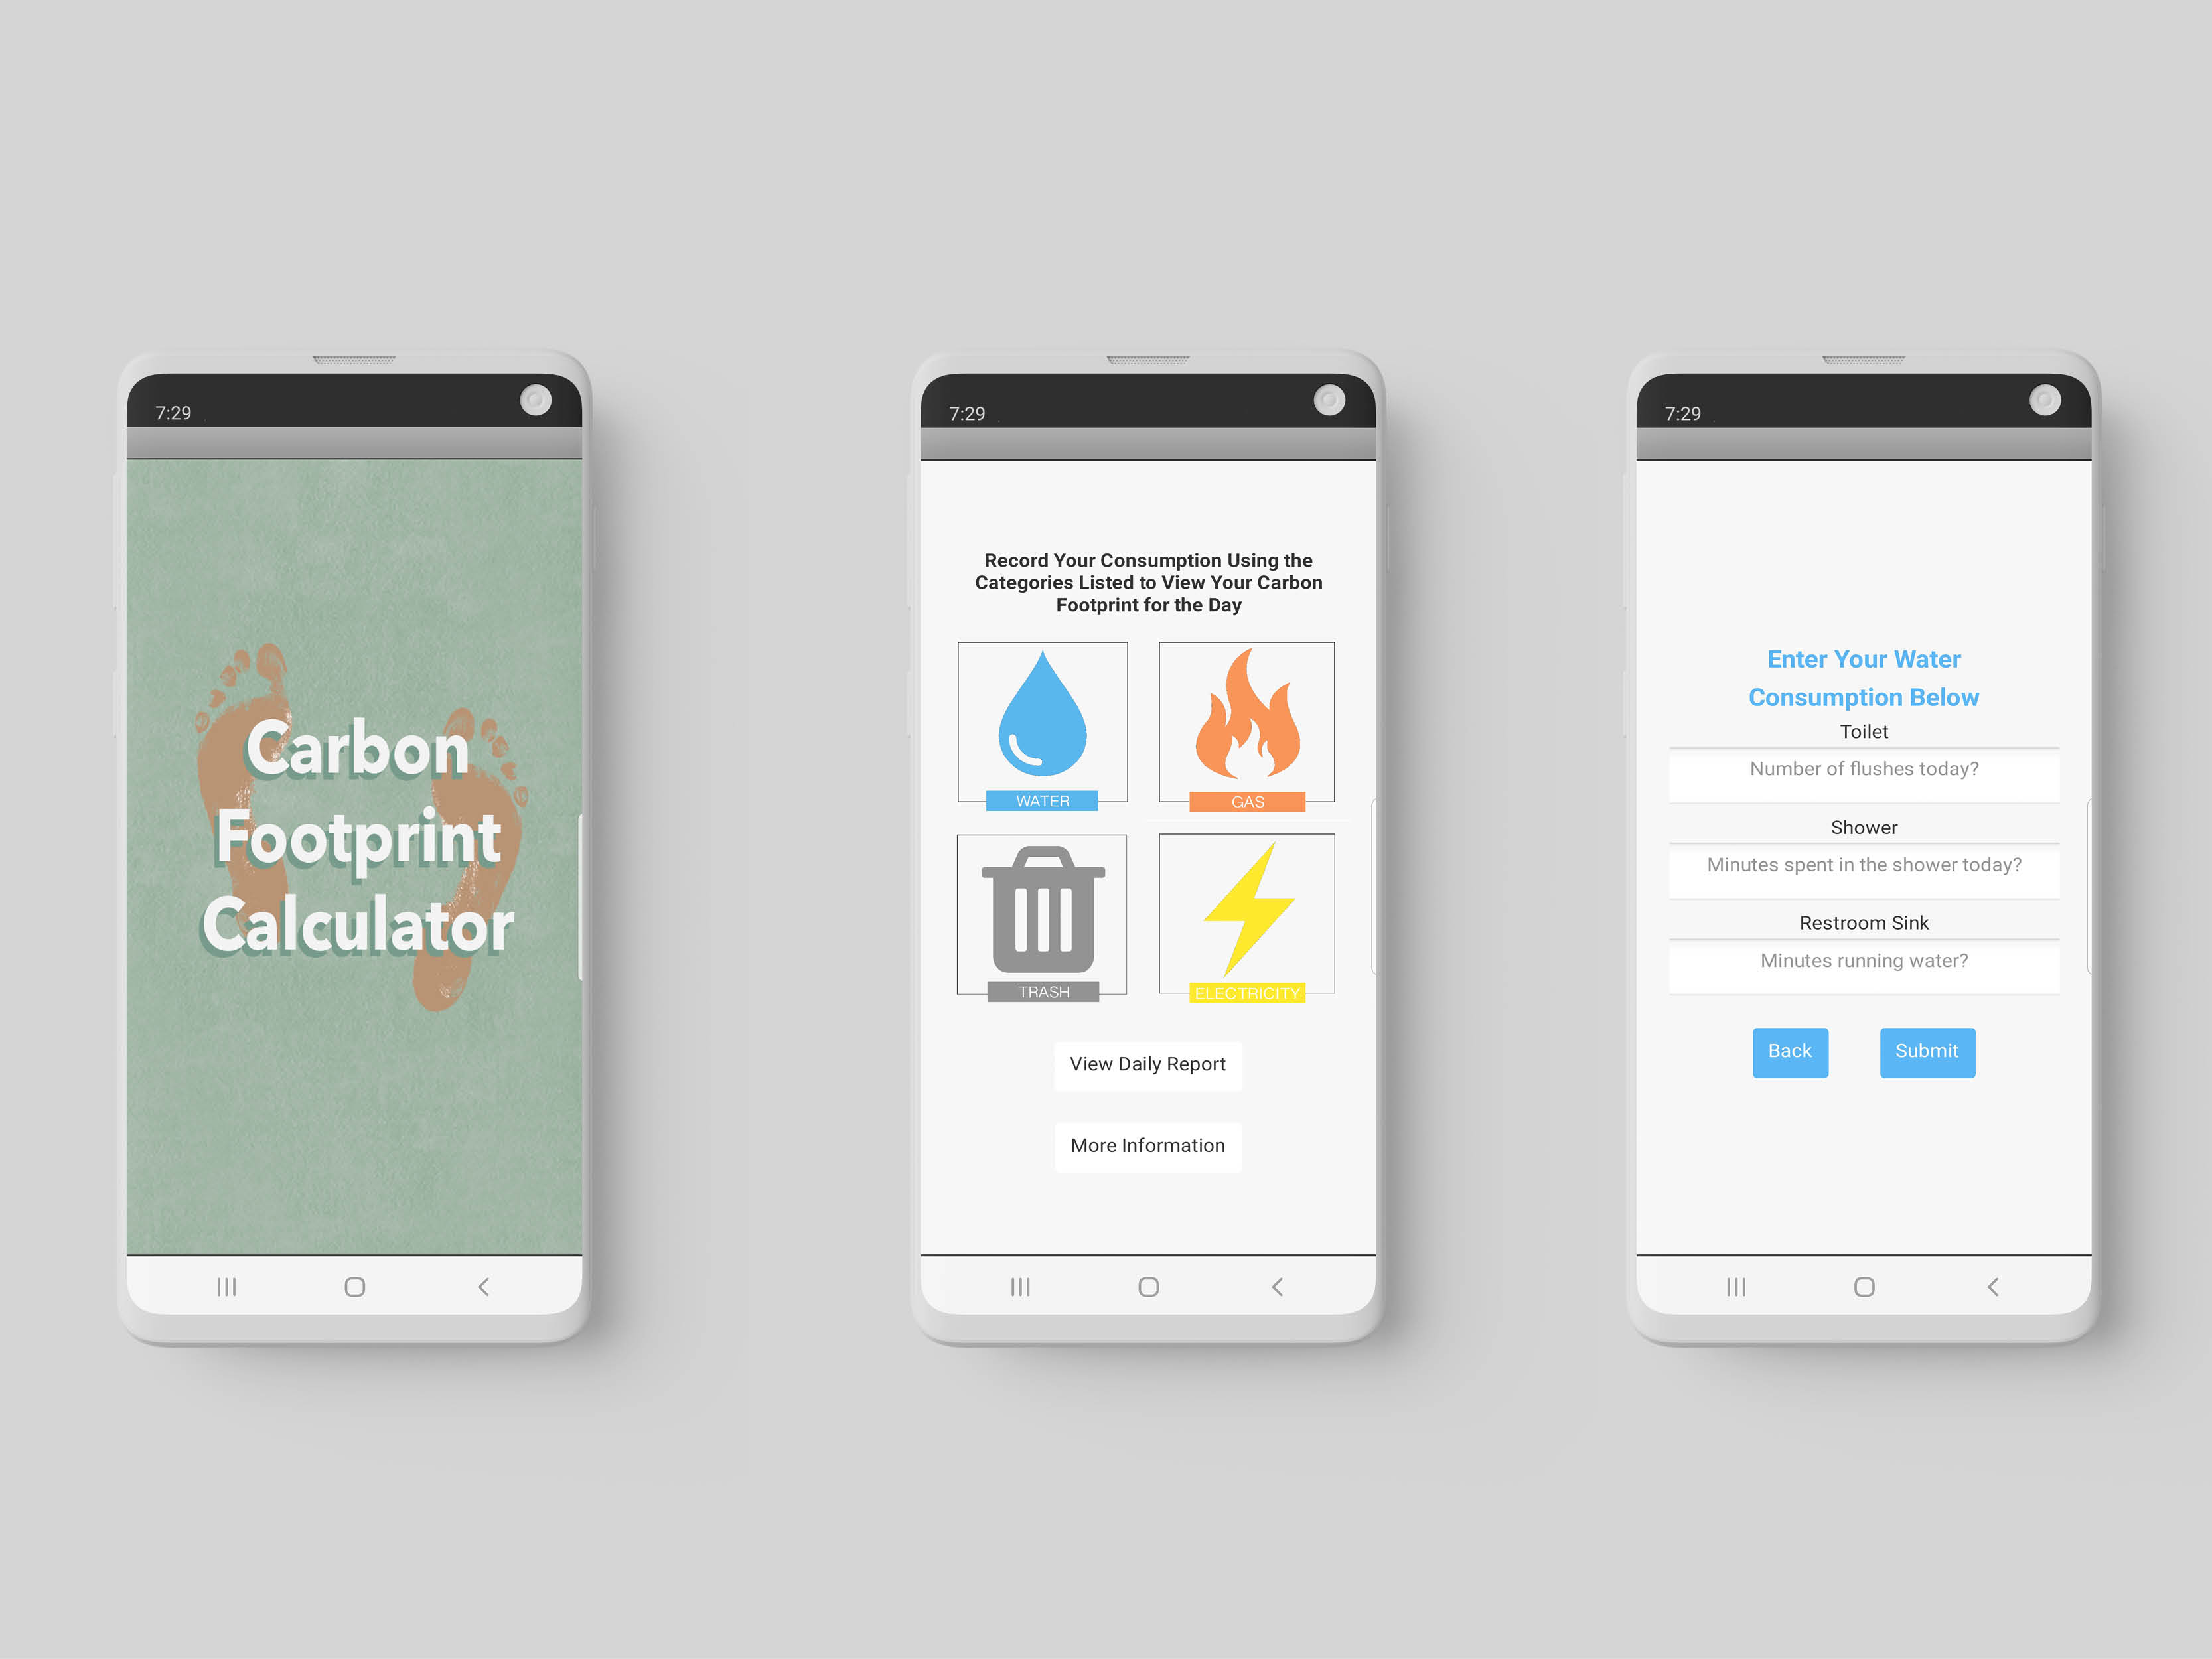 7:29
Carbon
Footprint
Calculator
7:29
Record Your Consumption Using the
Categories Listed to View Your Carbon
Footprint for the Day
WATER
GAS
TRASH
ELECTRICITY
View Daily Report
More Information
7:29
Enter Your Water
Consumption Below
Toilet
Number of flushes today?
Shower
Minutes spent in the shower today?
Restroom Sink
Minutes running water?
Back
Submit